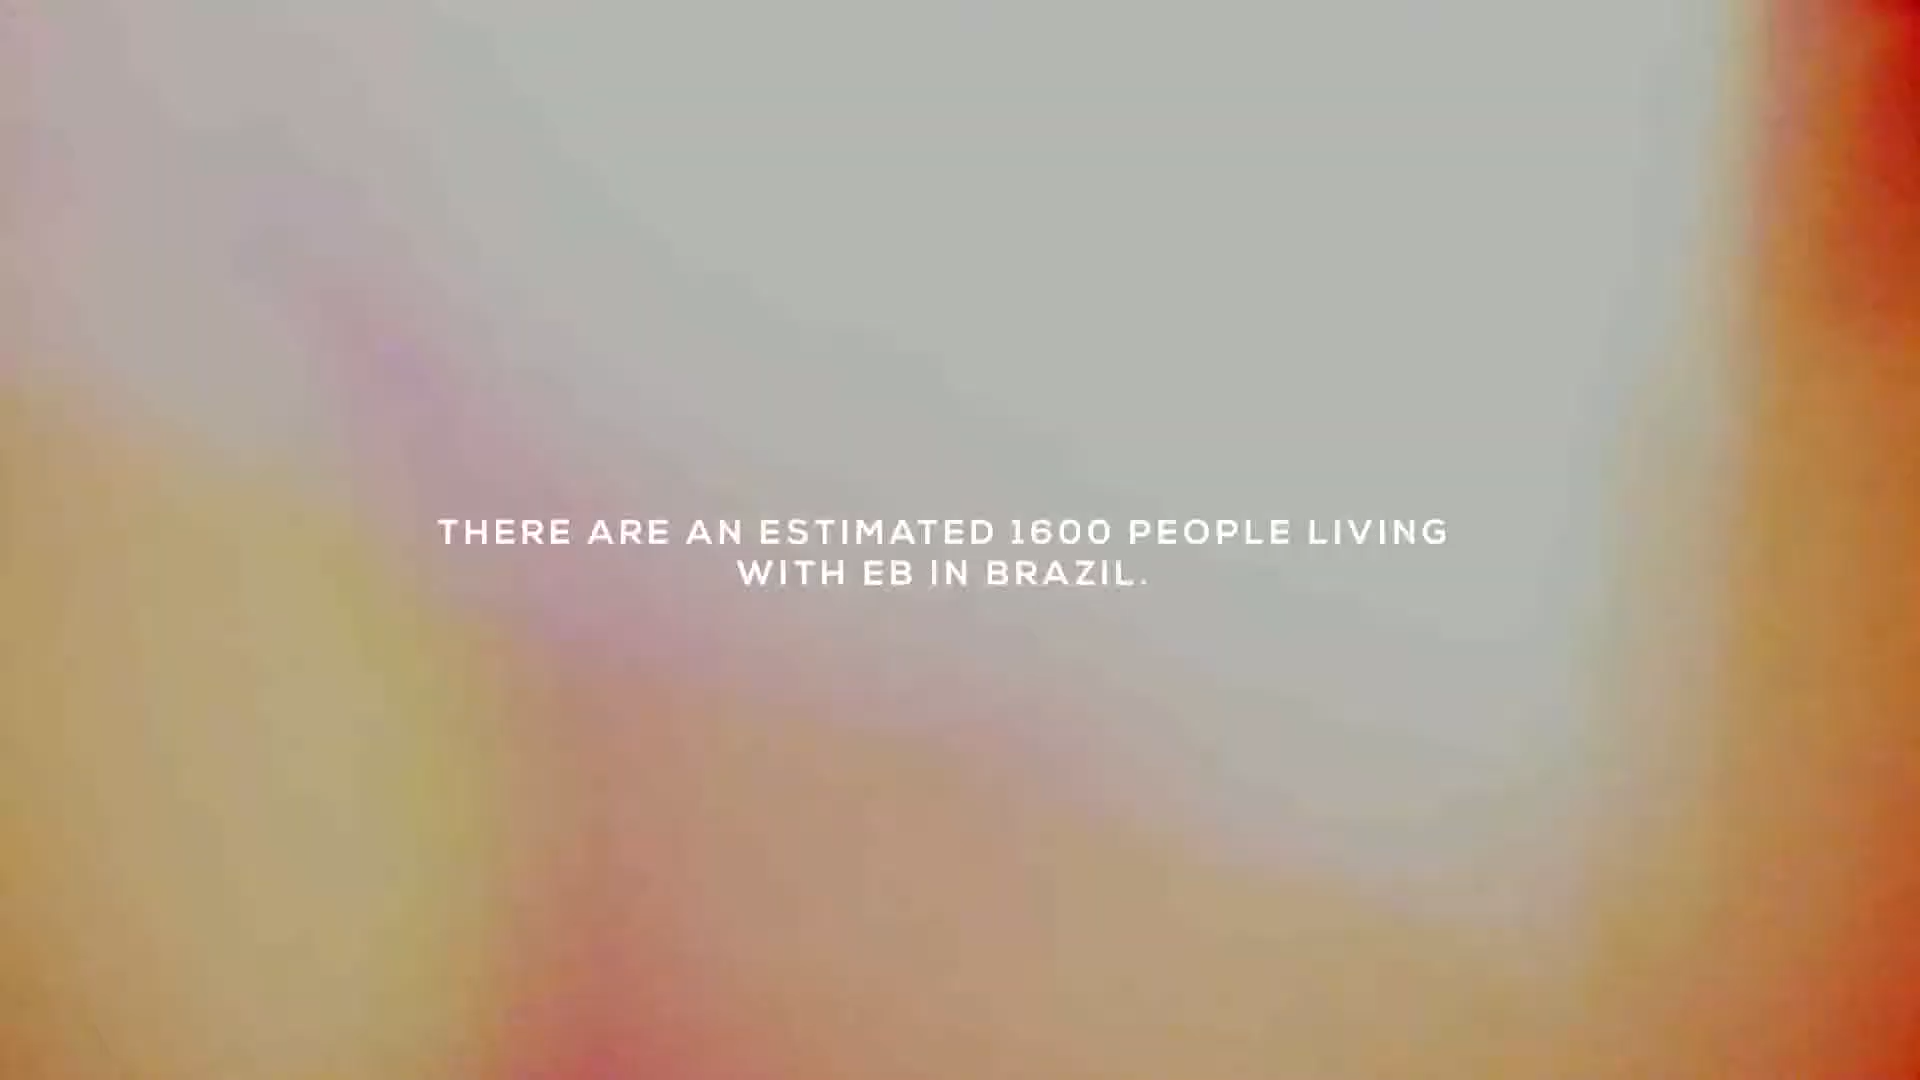 THERE ARE AN ESTIMATED 1600 PEOPLE LIVING
WITH EB IN BRAZIL.